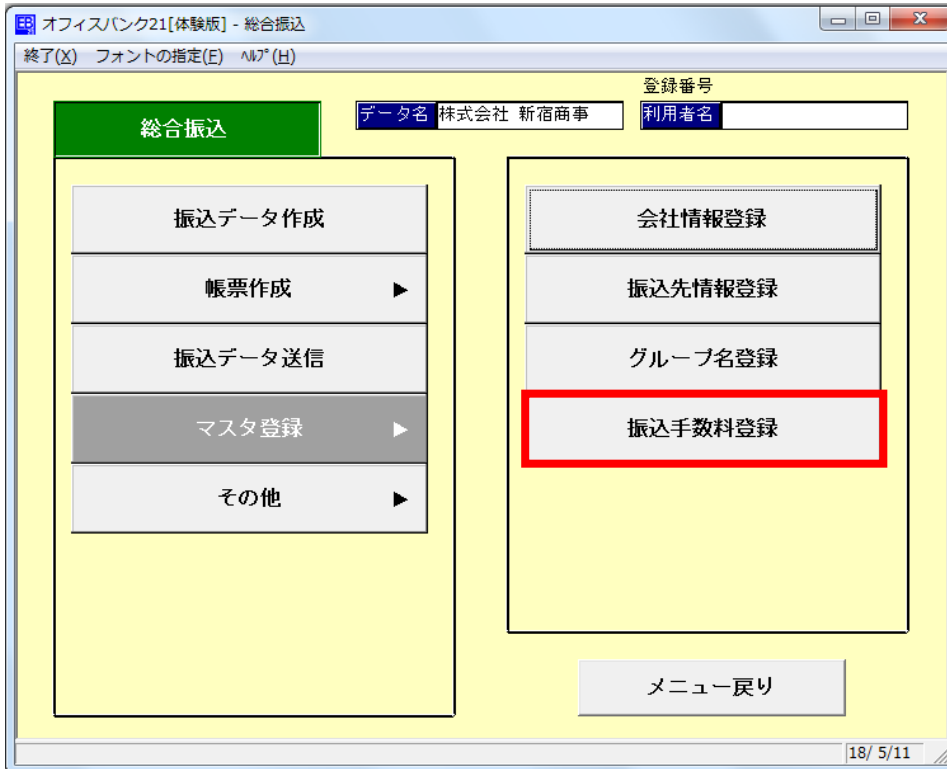 オフィスバンク21[体験版] - 総合振込
終了(X) フォントの指定(F) ﾍﾙﾌﾟ(H)
登録番号
総合振込
データ名 株式会社 新宿商事
利用者名
振込データ作成
帳票作成 ▶
振込データ送信
マスタ登録 ▶
その他 ▶
会社情報登録
振込先情報登録
グループ名登録
振込手数料登録
メニュー戻り
18/ 5/11